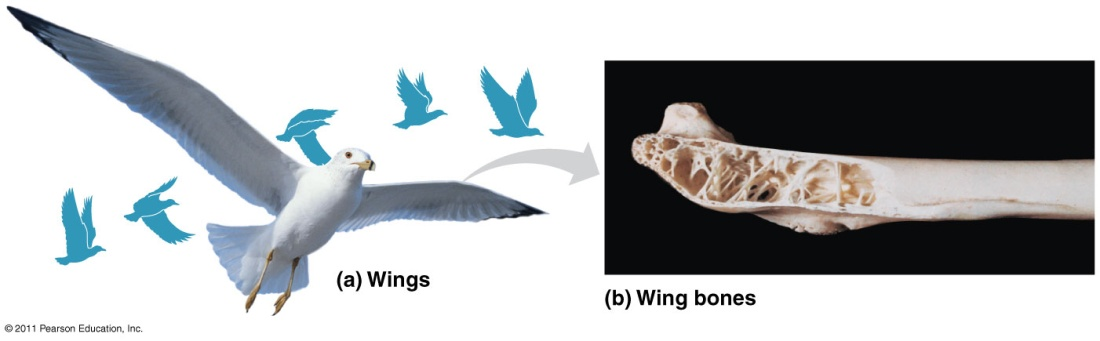 (a) Wings
(b) Wing bones
© 2011 Pearson Education, Inc.